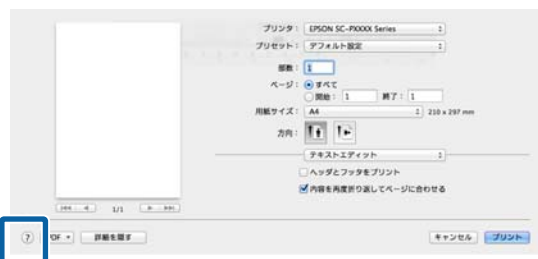 プリンタ： EPSON SC-PXXXX Series
プリセット： デフォルト設定
部数： 1
ページ： すべて
開始： 1 終了： 1
用紙サイズ： A4 210 x 297 mm
方向：
テキストエディット
ヘッダとフッタをプリント
内容を再度折り返してページに合わせる
1/1
? PDF 詳細を隠す キャンセル プリント